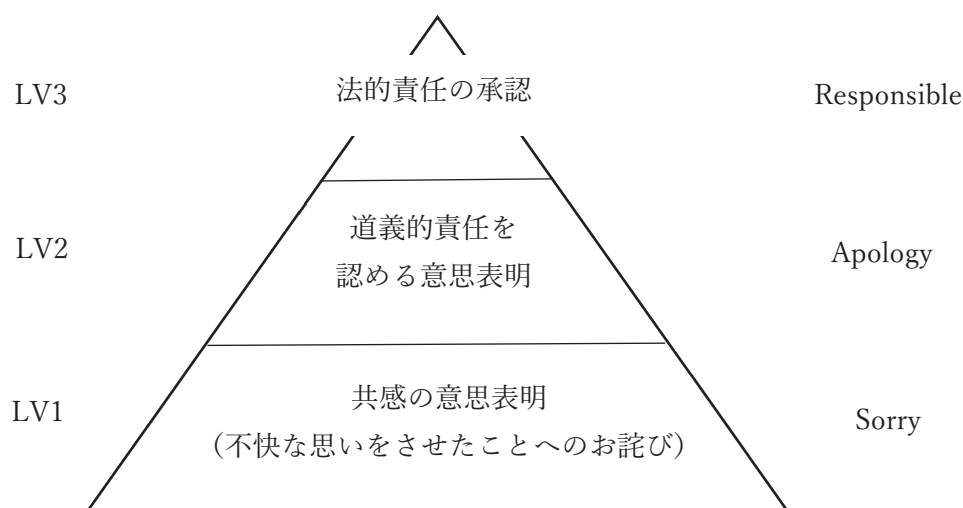 LV3
法的責任の承認
Responsible
LV2
道義的責任を
認める意思表明
Apology
LV1
共感の意思表明
(不快な思いをさせたことへのお詫び)
Sorry